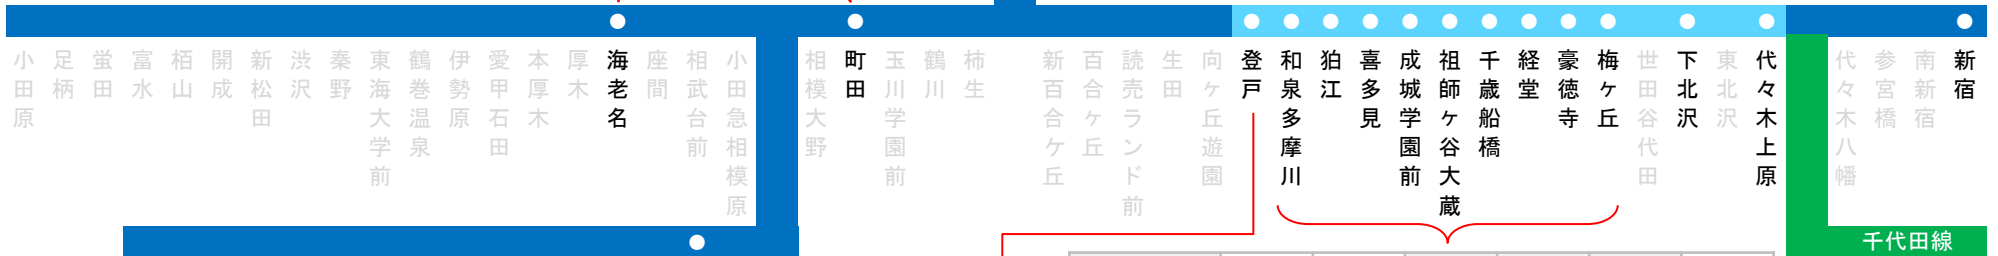 小田原
足柄
蛍田
富水
栢山
開成
新松田
渋沢
秦野
東海大学前
鶴巻温泉
伊勢原
愛甲石田
本厚木
厚木
海老名
座間
相武台前
小田急相模原
相模大野
町田
玉川学園前
鶴川
柿生
新百合ケ丘
百合ヶ丘
読売ランド前
生田
向ヶ丘遊園
登戸
和泉多摩川
狛江
喜多見
成城学園前
祖師ヶ谷大蔵
千歳船橋
経堂
豪徳寺
梅ヶ丘
世田谷代田
下北沢
東北沢
代々木上原
代々木八幡
参宮橋
南新宿
新宿
千代田線